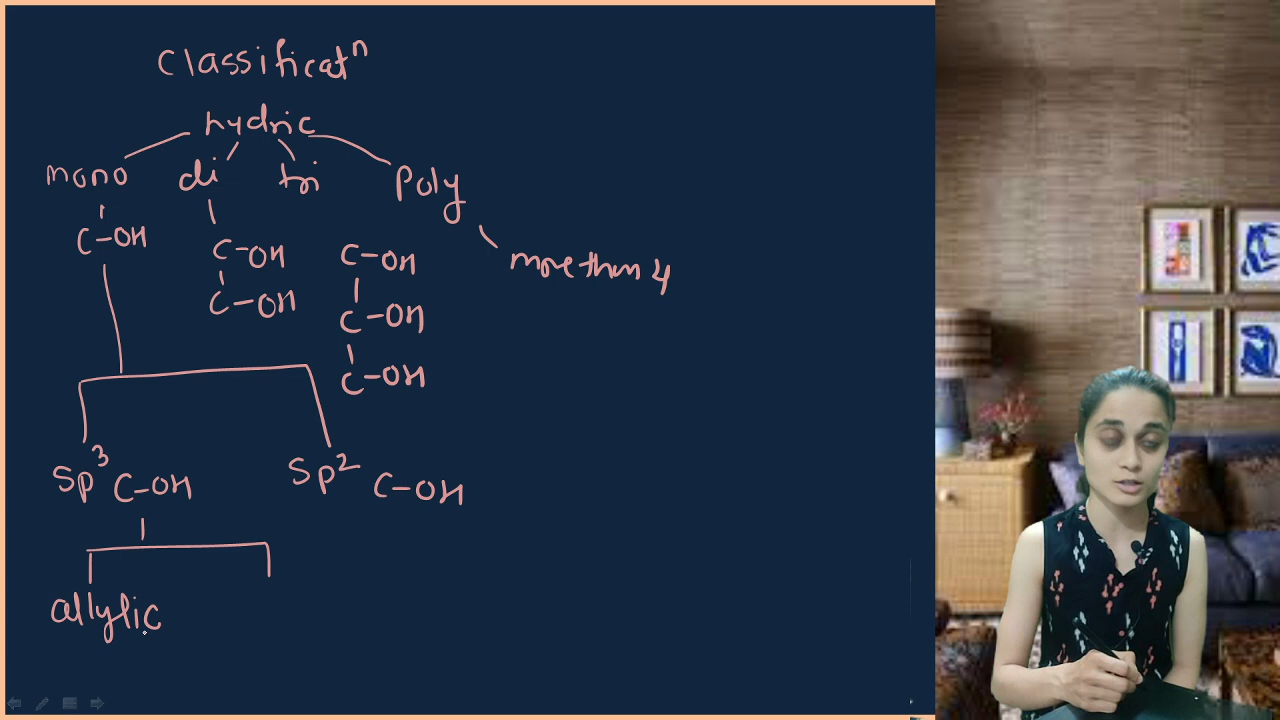 Classificatⁿ
hydric
mono di tri Poly
C-OH
C-OH
C-OH
C-OH
C-OH
C-OH
more than 4
Sp³ C-OH
Sp² C-OH
allylic